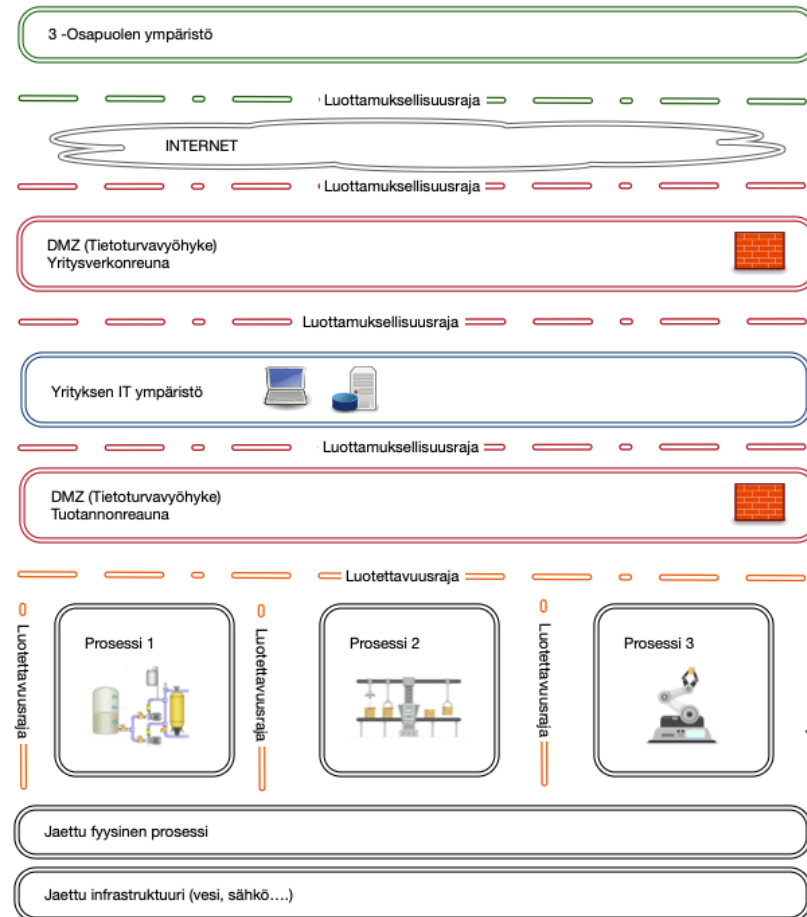 3 -Osapuolen ympäristö
Luottamuksellisuusraja
INTERNET
Luottamuksellisuusraja
DMZ (Tietoturvavyöhyke)
Yritysverkonreuna
Luottamuksellisuusraja
Yrityksen IT ympäristö
Luottamuksellisuusraja
DMZ (Tietoturvavyöhyke)
Tuotannonreauna
Luotettavuusraja
Luotettavuusraja
Prosessi 1
Luotettavuusraja
Prosessi 2
Luotettavuusraja
Prosessi 3
Jaettu fyysinen prosessi
Jaettu infrastruktuuri (vesi, sähkö....)